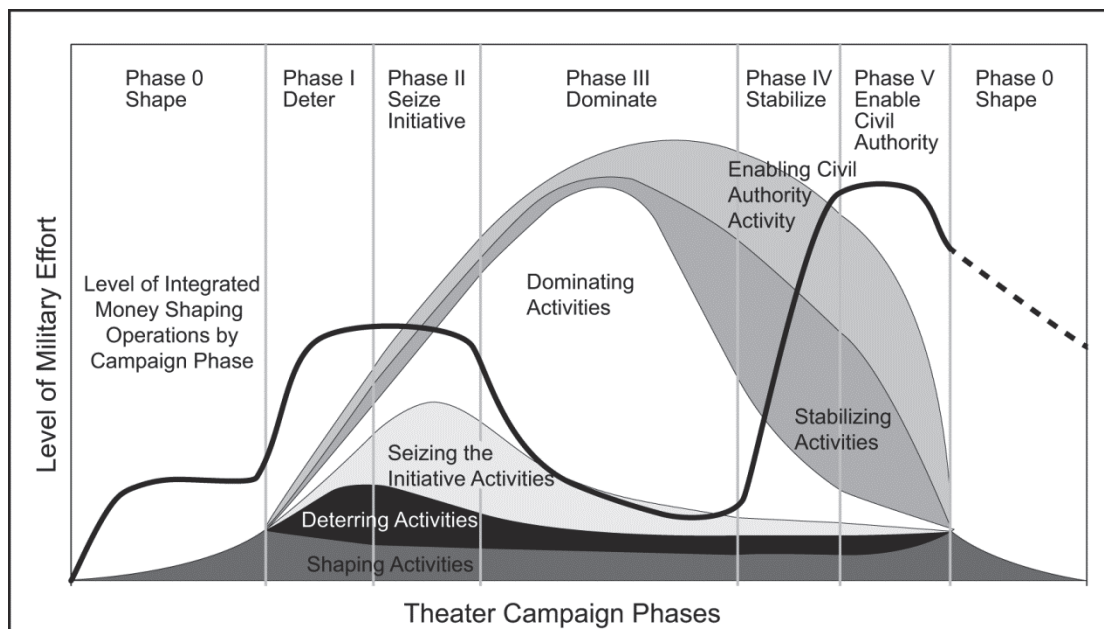 Phase 0
Shape
Phase I
Deter
Phase II
Seize
Initiative
Phase III
Dominate
Phase IV
Stabilize
Phase V
Enable
Civil
Authority
Phase 0
Shape
Level of Military Effort
Level of Integrated
Money Shaping
Operations by
Campaign Phase
Enabling Civil
Authority
Activity
Dominating
Activities
Stabilizing
Activities
Seizing the
Initiative Activities
Deterring Activities
Shaping Activities
Theater Campaign Phases